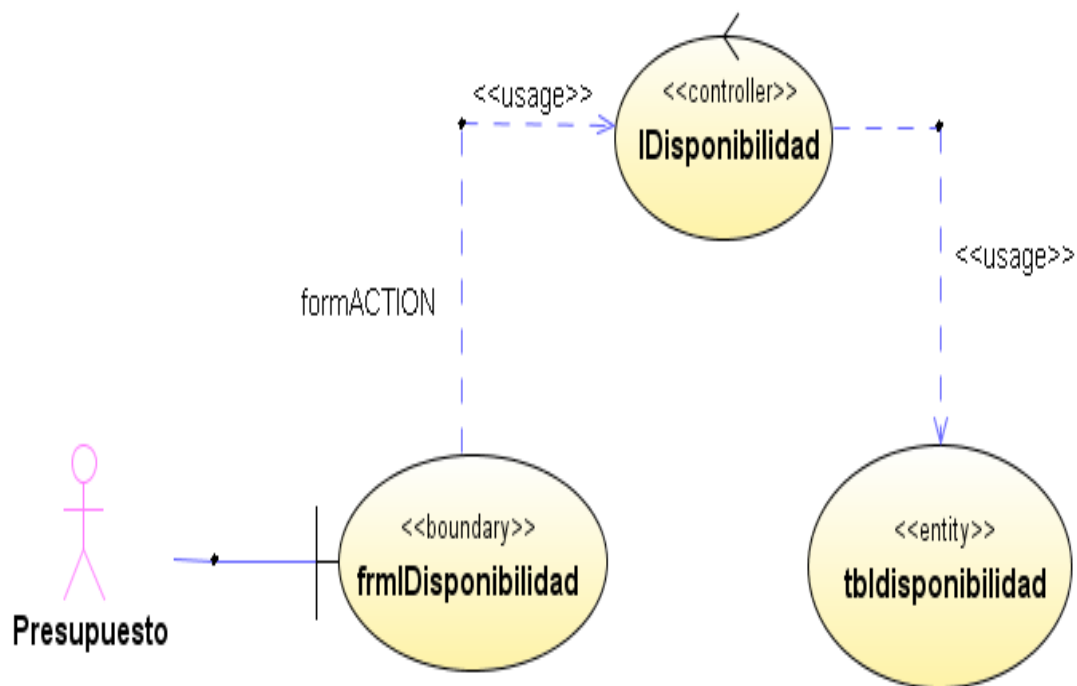 <<usage>>
<<controller>>
IDisponibilidad
<<usage>>
formACTION
<<boundary>>
frmIDisponibilidad
<<entity>>
tbldisponibilidad
Presupuesto